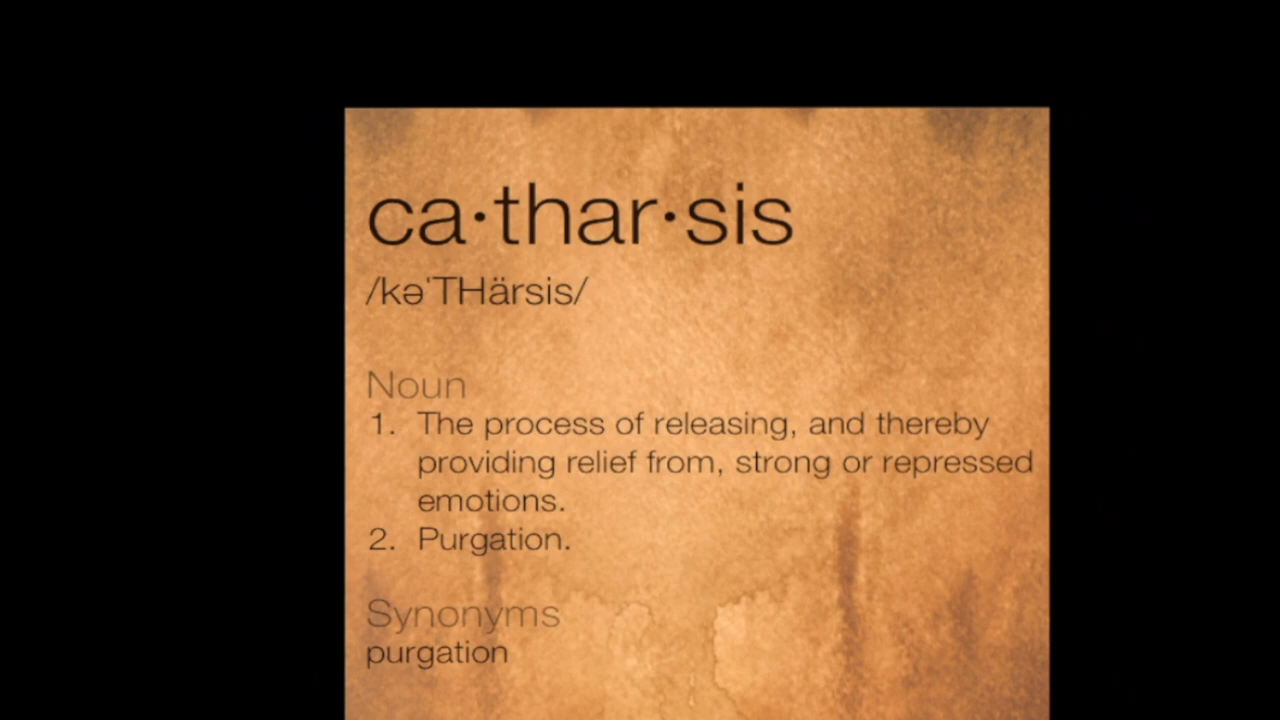 ca·thar·sis
/kəˈTHärsis/
Noun
1. The process of releasing, and thereby
providing relief from, strong or repressed
emotions.
2. Purgation.
Synonyms
purgation